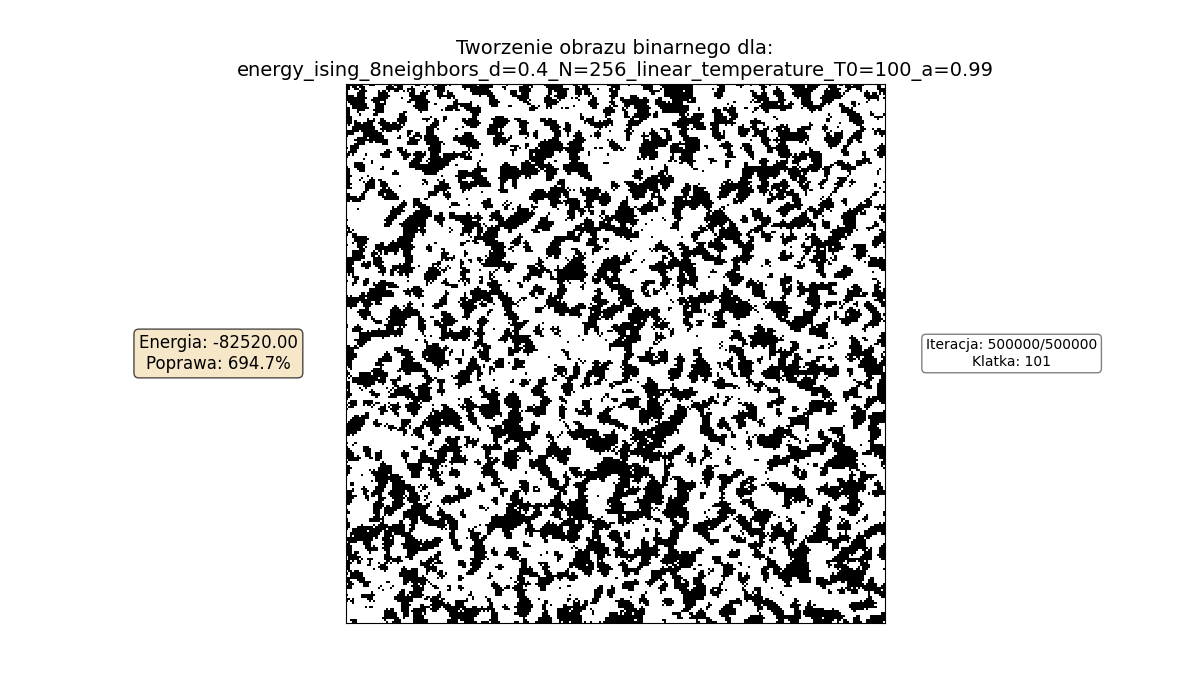 Tworzenie obrazu binarnego dla:
energy_ising_8neighbors_d=0.4_N=256_linear_temperature_T0=100_a=0.99
Energia: -82520.00
Poprawa: 694.7%
Iteracja: 500000/500000
Klatka: 101